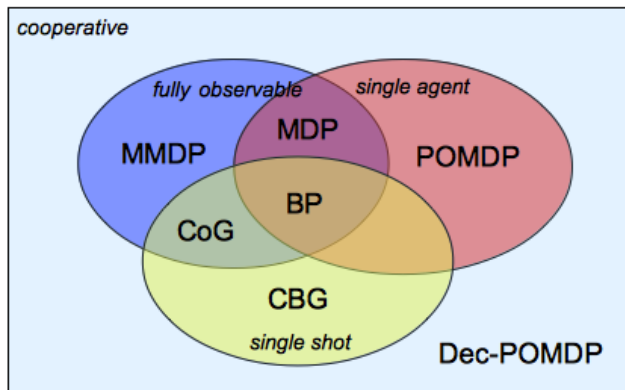 cooperative
fully observable
single agent
MDP
MMDP
POMDP
BP
CoG
CBG
single shot
Dec-POMDP